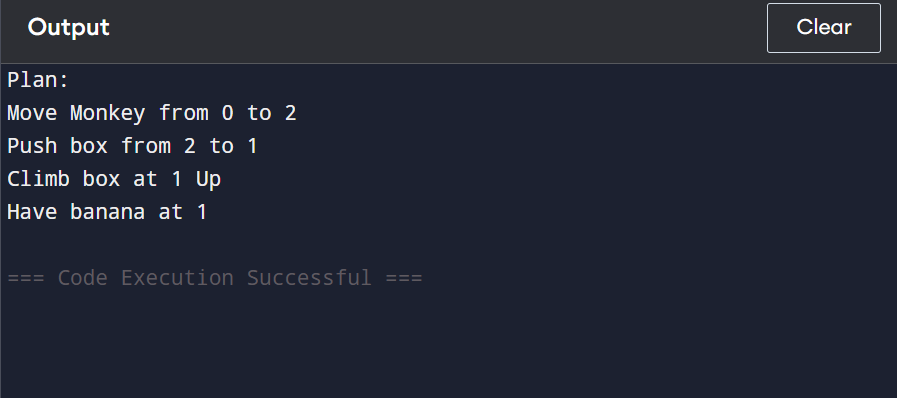 Output
Clear
Plan:
Move Monkey from 0 to 2
Push box from 2 to 1
Climb box at 1 Up
Have banana at 1
=== Code Execution Successful ===